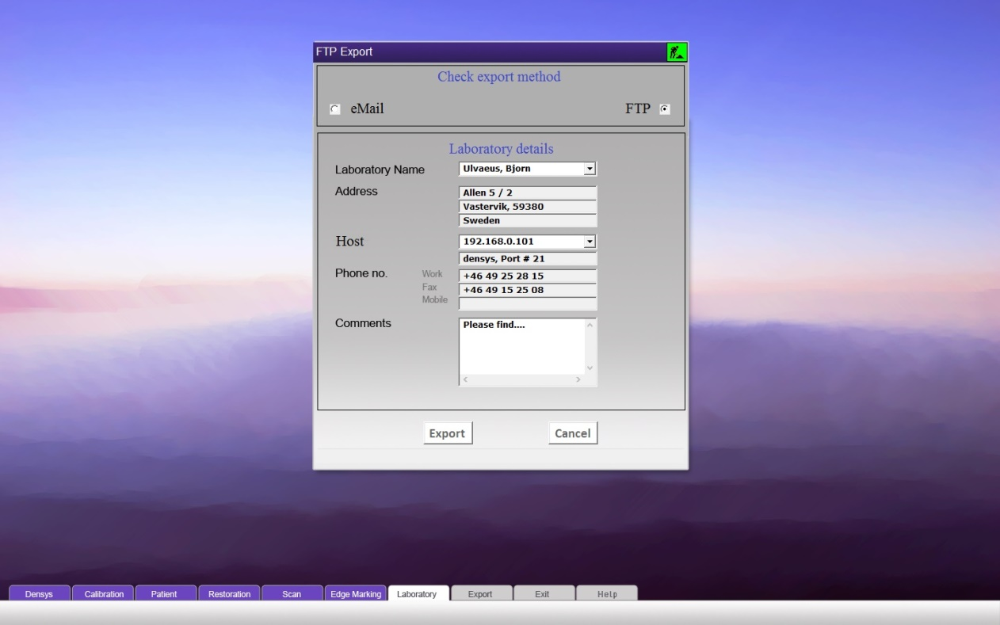 FTP Export
Check export method
eMail FTP
Laboratory details
Laboratory Name Ulvaeus, Bjorn
Address Allen 5 / 2
Vastervik, 59380
Sweden
Host 192.168.0.101
densys, Port # 21
Phone no. Work +46 49 25 28 15
Fax +46 49 15 25 08
Mobile
Comments Please find....
Export Cancel
Densys Calibration Patient Restoration Scan Edge Marking Laboratory Export Exit Help